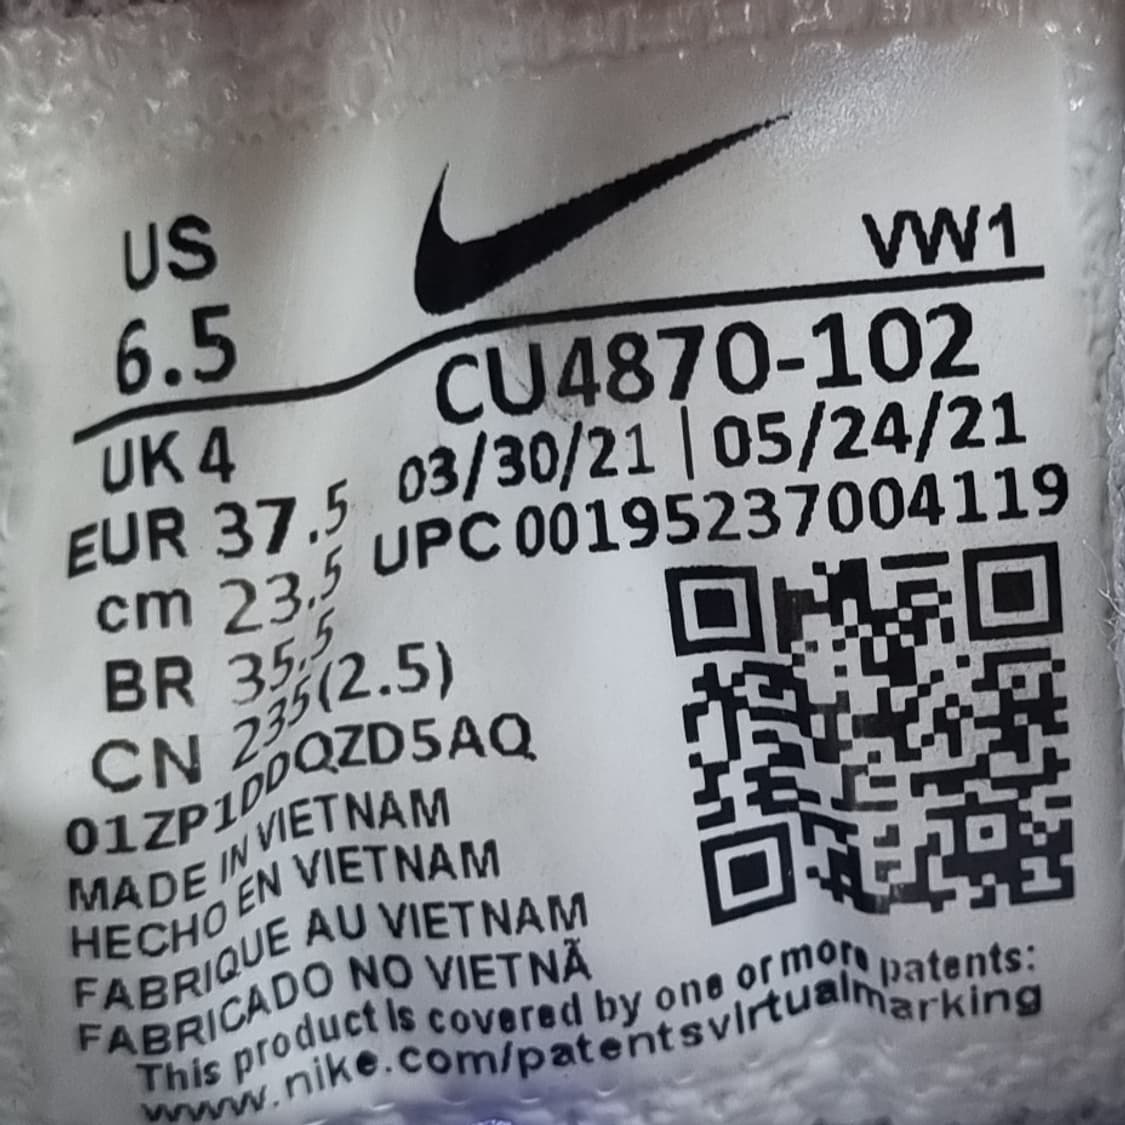 US
6.5
VW1
CU4870-102
UK 4
03/30/21 | 05/24/21
EUR 37.5
UPC 00195237004119
cm 23.5
BR 35.5
CN 235(2.5)
01ZP1DDQZD5AQ
MADE IN VIETNAM
HECHO EN VIETNAM
FABRIQUE AU VIETNAM
FABRICADO NO VIETNÃ
This product is covered by one or more patents:
www.nike.com/patentsvirtualmarking